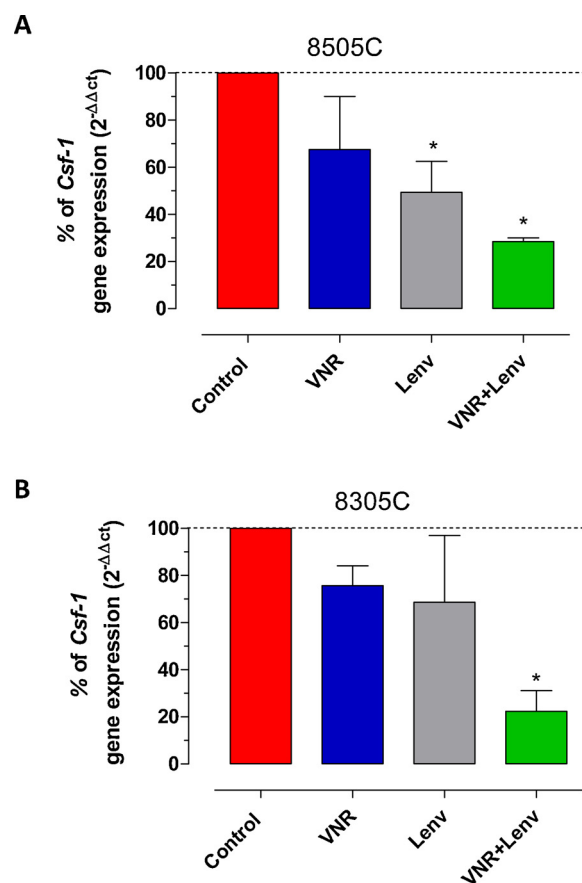 A
8505C
% of Csf-1
gene expression (2-ΔΔct)
100
80
60
40
20
0
*
*
Control
VNR
Lenv
VNR+Lenv
B
8305C
% of Csf-1
gene expression (2-ΔΔct)
100
80
60
40
20
0
*
Control
VNR
Lenv
VNR+Lenv